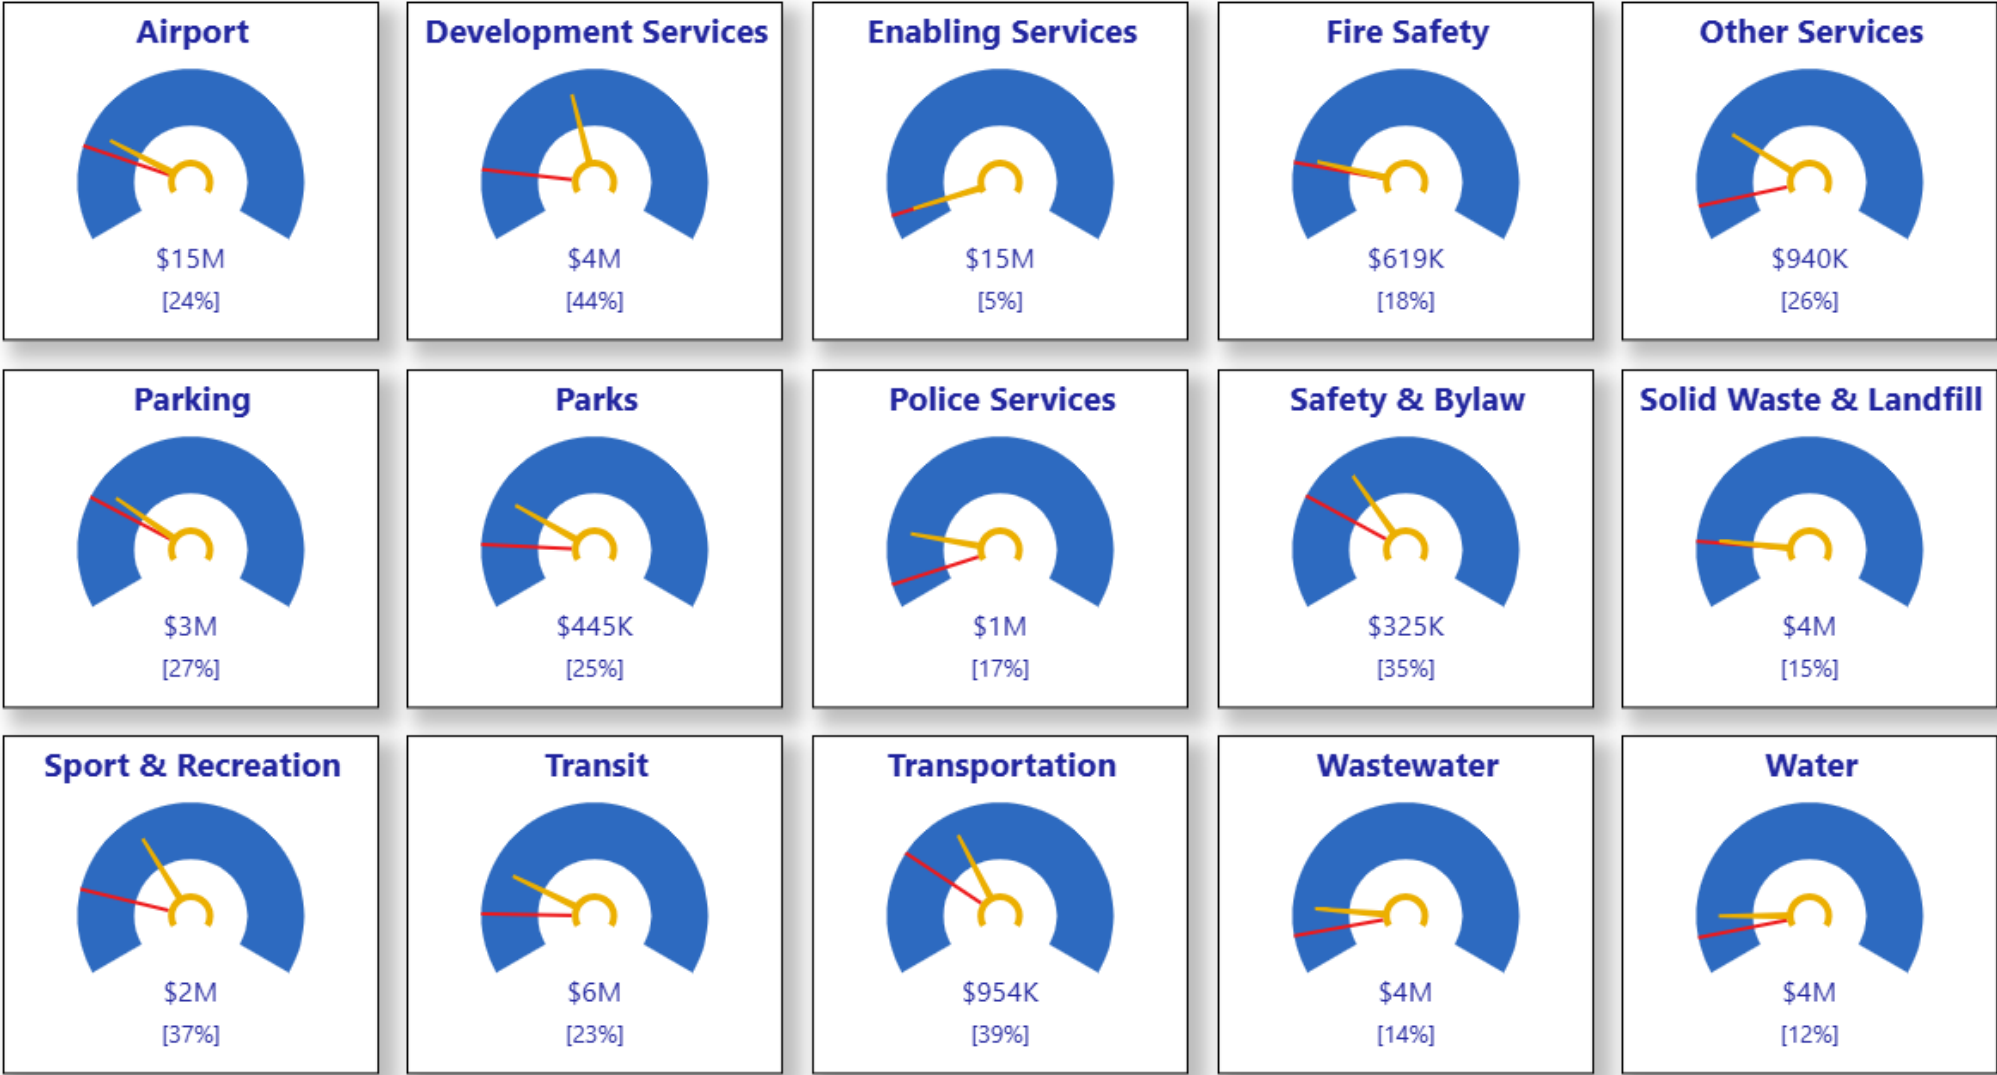 Airport
$15M
[24%]
Development Services
$4M
[44%]
Enabling Services
$15M
[5%]
Fire Safety
$619K
[18%]
Other Services
$940K
[26%]
Parking
$3M
[27%]
Parks
$445K
[25%]
Police Services
$1M
[17%]
Safety & Bylaw
$325K
[35%]
Solid Waste & Landfill
$4M
[15%]
Sport & Recreation
$2M
[37%]
Transit
$6M
[23%]
Transportation
$954K
[39%]
Wastewater
$4M
[14%]
Water
$4M
[12%]